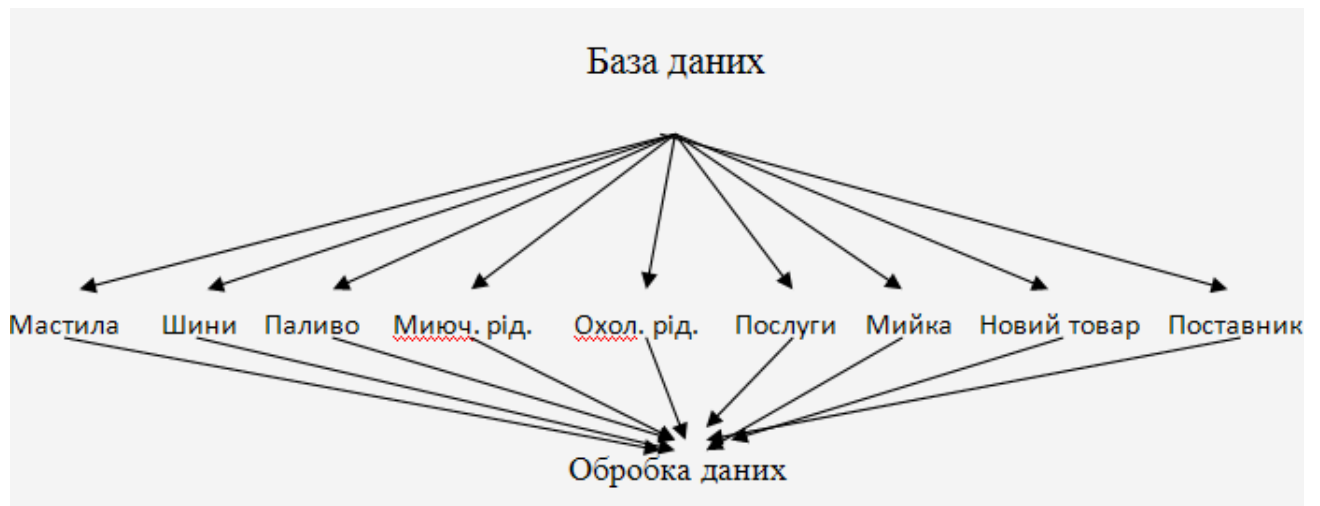 База даних
Мастила Шини Паливо Миюч. рід. Охол. рід. Послуги Мийка Новий товар Поставник
Обробка даних